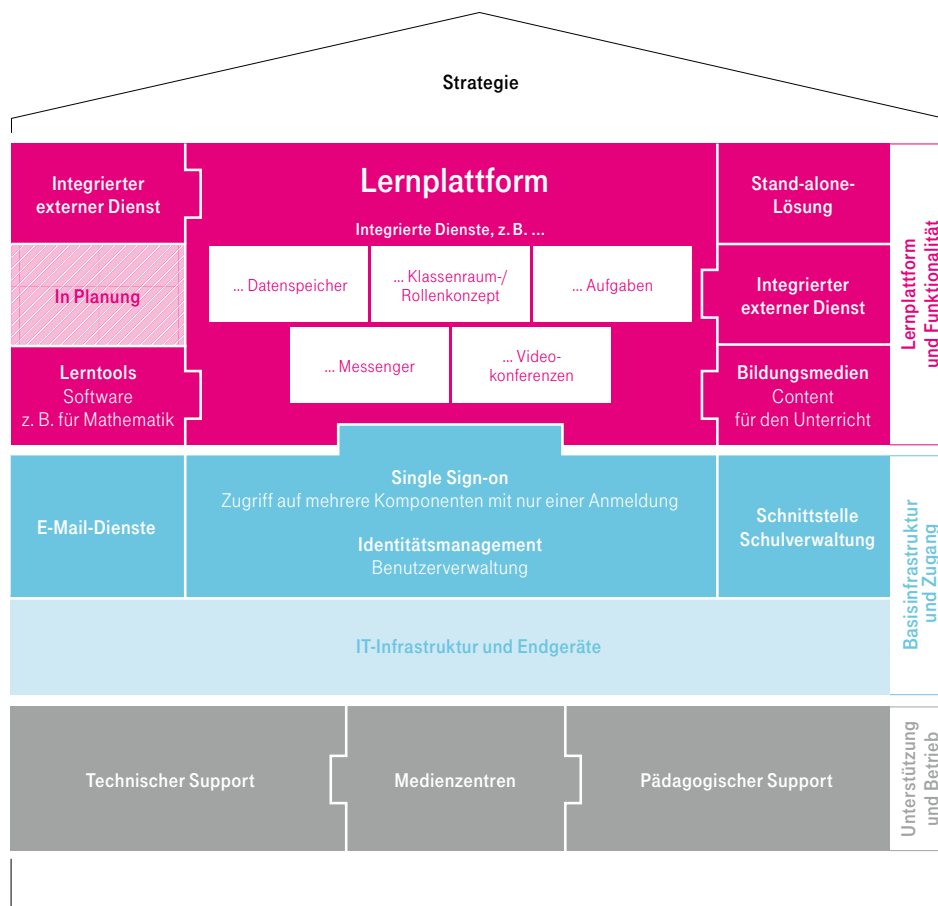 Strategie
Integrierter
externer Dienst
In Planung
Lerntools
Software
z. B. für Mathematik
Lernplattform
Integrierte Dienste, z. B. ...
... Datenspeicher
... Klassenraum-/
Rollenkonzept
... Aufgaben
... Messenger
... Video-
konferenzen
Stand-alone-
Lösung
Integrierter
externer Dienst
Bildungsmedien
Content
für den Unterricht
Lernplattform
und Funktionalität
E-Mail-Dienste
Single Sign-on
Zugriff auf mehrere Komponenten mit nur einer Anmeldung
Identitätsmanagement
Benutzerverwaltung
Schnittstelle
Schulverwaltung
IT-Infrastruktur und Endgeräte
Basisinfrastruktur
und Zugang
Technischer Support
Medienzentren
Pädagogischer Support
Unterstützung
und Betrieb